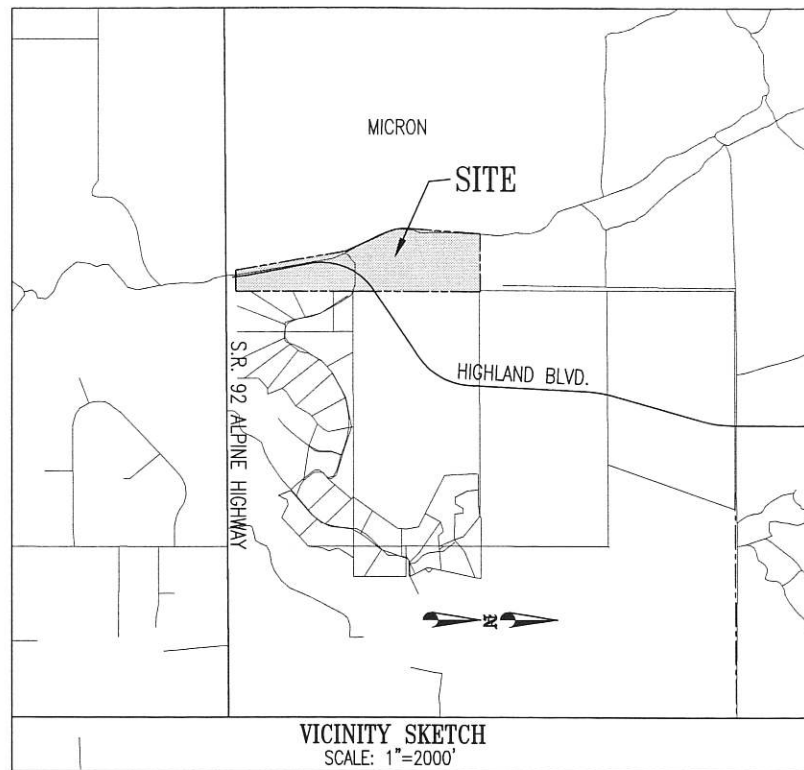 MICRON
SITE
HIGHLAND BLVD.
S.R. 92 ALPINE HIGHWAY
N
VICINITY SKETCH
SCALE: 1"=2000'